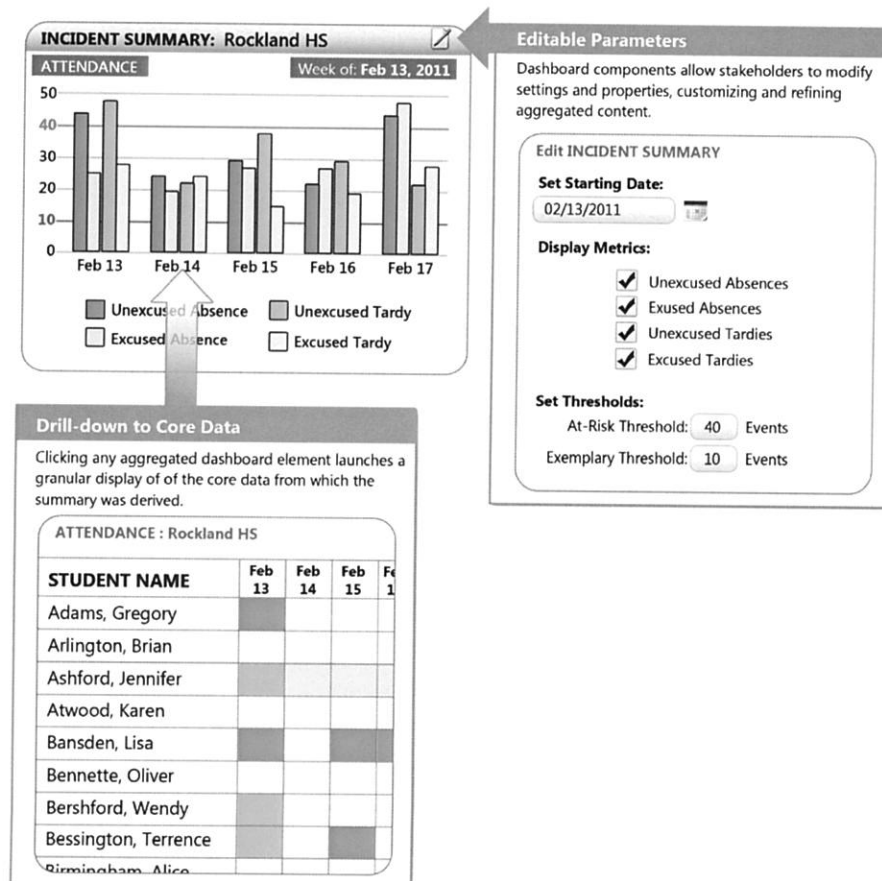 INCIDENT SUMMARY: Rockland HS
ATTENDANCE
Week of: Feb 13, 2011
50
40
30
20
10
0
Feb 13 Feb 14 Feb 15 Feb 16 Feb 17
Unexcused Absence Unexcused Tardy
Excused Absence Excused Tardy
Editable Parameters
Dashboard components allow stakeholders to modify
settings and properties, customizing and refining
aggregated content.
Edit INCIDENT SUMMARY
Set Starting Date:
02/13/2011
Display Metrics:
Unexcused Absences
Exused Absences
Unexcused Tardies
Excused Tardies
Set Thresholds:
At-Risk Threshold: 40 Events
Exemplary Threshold: 10 Events
Drill-down to Core Data
Clicking any aggregated dashboard element launches a
granular display of of the core data from which the
summary was derived.
ATTENDANCE : Rockland HS
STUDENT NAME Feb 13 Feb 14 Feb 15
Adams, Gregory
Arlington, Brian
Ashford, Jennifer
Atwood, Karen
Bansden, Lisa
Bennette, Oliver
Bershford, Wendy
Bessington, Terrence
Birmingham, Alice